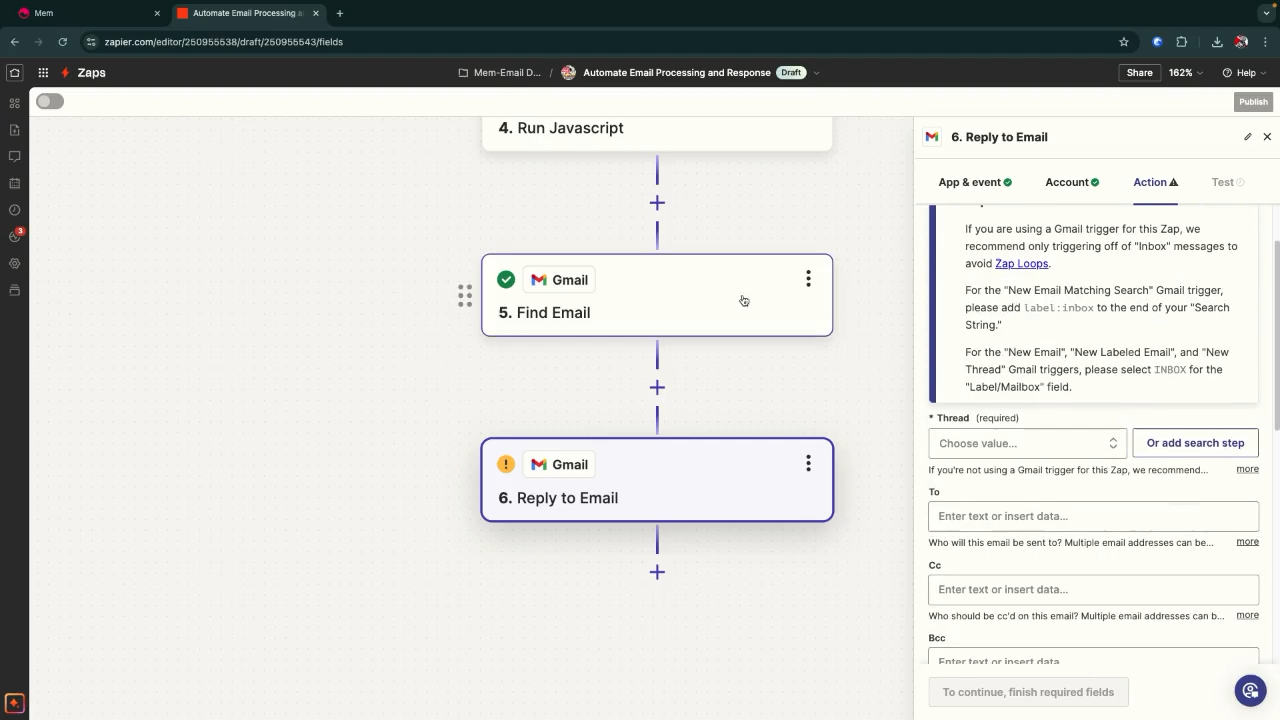 Mem
Automate Email Processing a
zapier.com/editor/250955538/draft/250955543/fields
Zaps
Mem-Email D... / Automate Email Processing and Response Draft
Share
162%
Help
Publish
4. Run Javascript
Gmail
5. Find Email
Gmail
6. Reply to Email
3
6. Reply to Email
App & event
Account
Action
Test
If you are using a Gmail trigger for this Zap, we
recommend only triggering off of "Inbox" messages to
avoid Zap Loops.
For the "New Email Matching Search" Gmail trigger,
please add label:inbox to the end of your "Search
String."
For the "New Email", "New Labeled Email", and "New
Thread" Gmail triggers, please select INBOX for the
"Label/Mailbox" field.
* Thread (required)
Choose value...
Or add search step
If you're not using a Gmail trigger for this Zap, we recommend... more
To
Enter text or insert data...
Who will this email be sent to? Multiple email addresses can be... more
Cc
Enter text or insert data...
Who should be cc'd on this email? Multiple email addresses can b... more
Bcc
Enter text or insert data
To continue, finish required fields